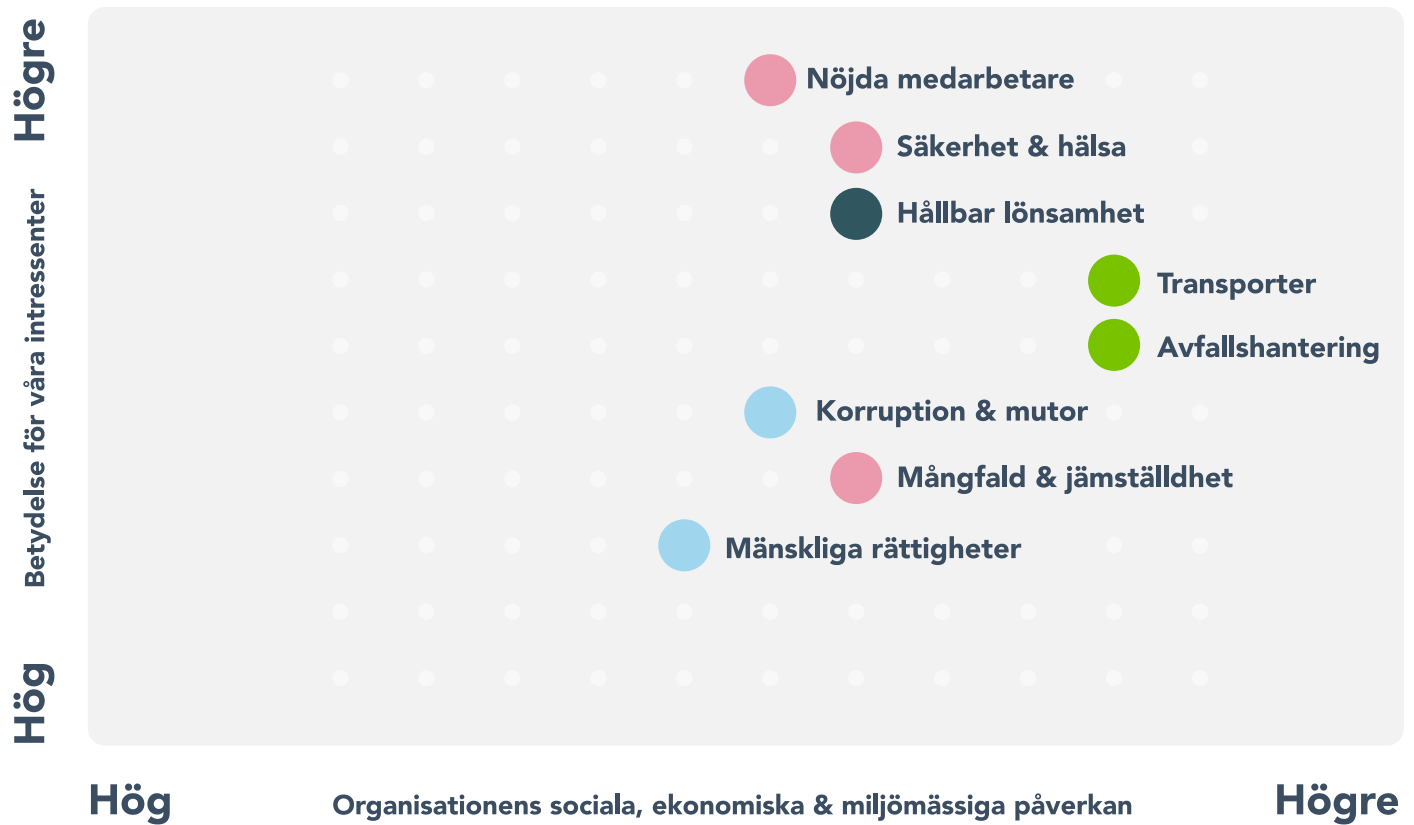 Högre
Betydelse för våra intressenter
Hög
Nöjda medarbetare
Säkerhet & hälsa
Hållbar lönsamhet
Transporter
Avfallshantering
Korruption & mutor
Mångfald & jämställdhet
Mänskliga rättigheter
Hög
Organisationens sociala, ekonomiska & miljömässiga påverkan
Högre